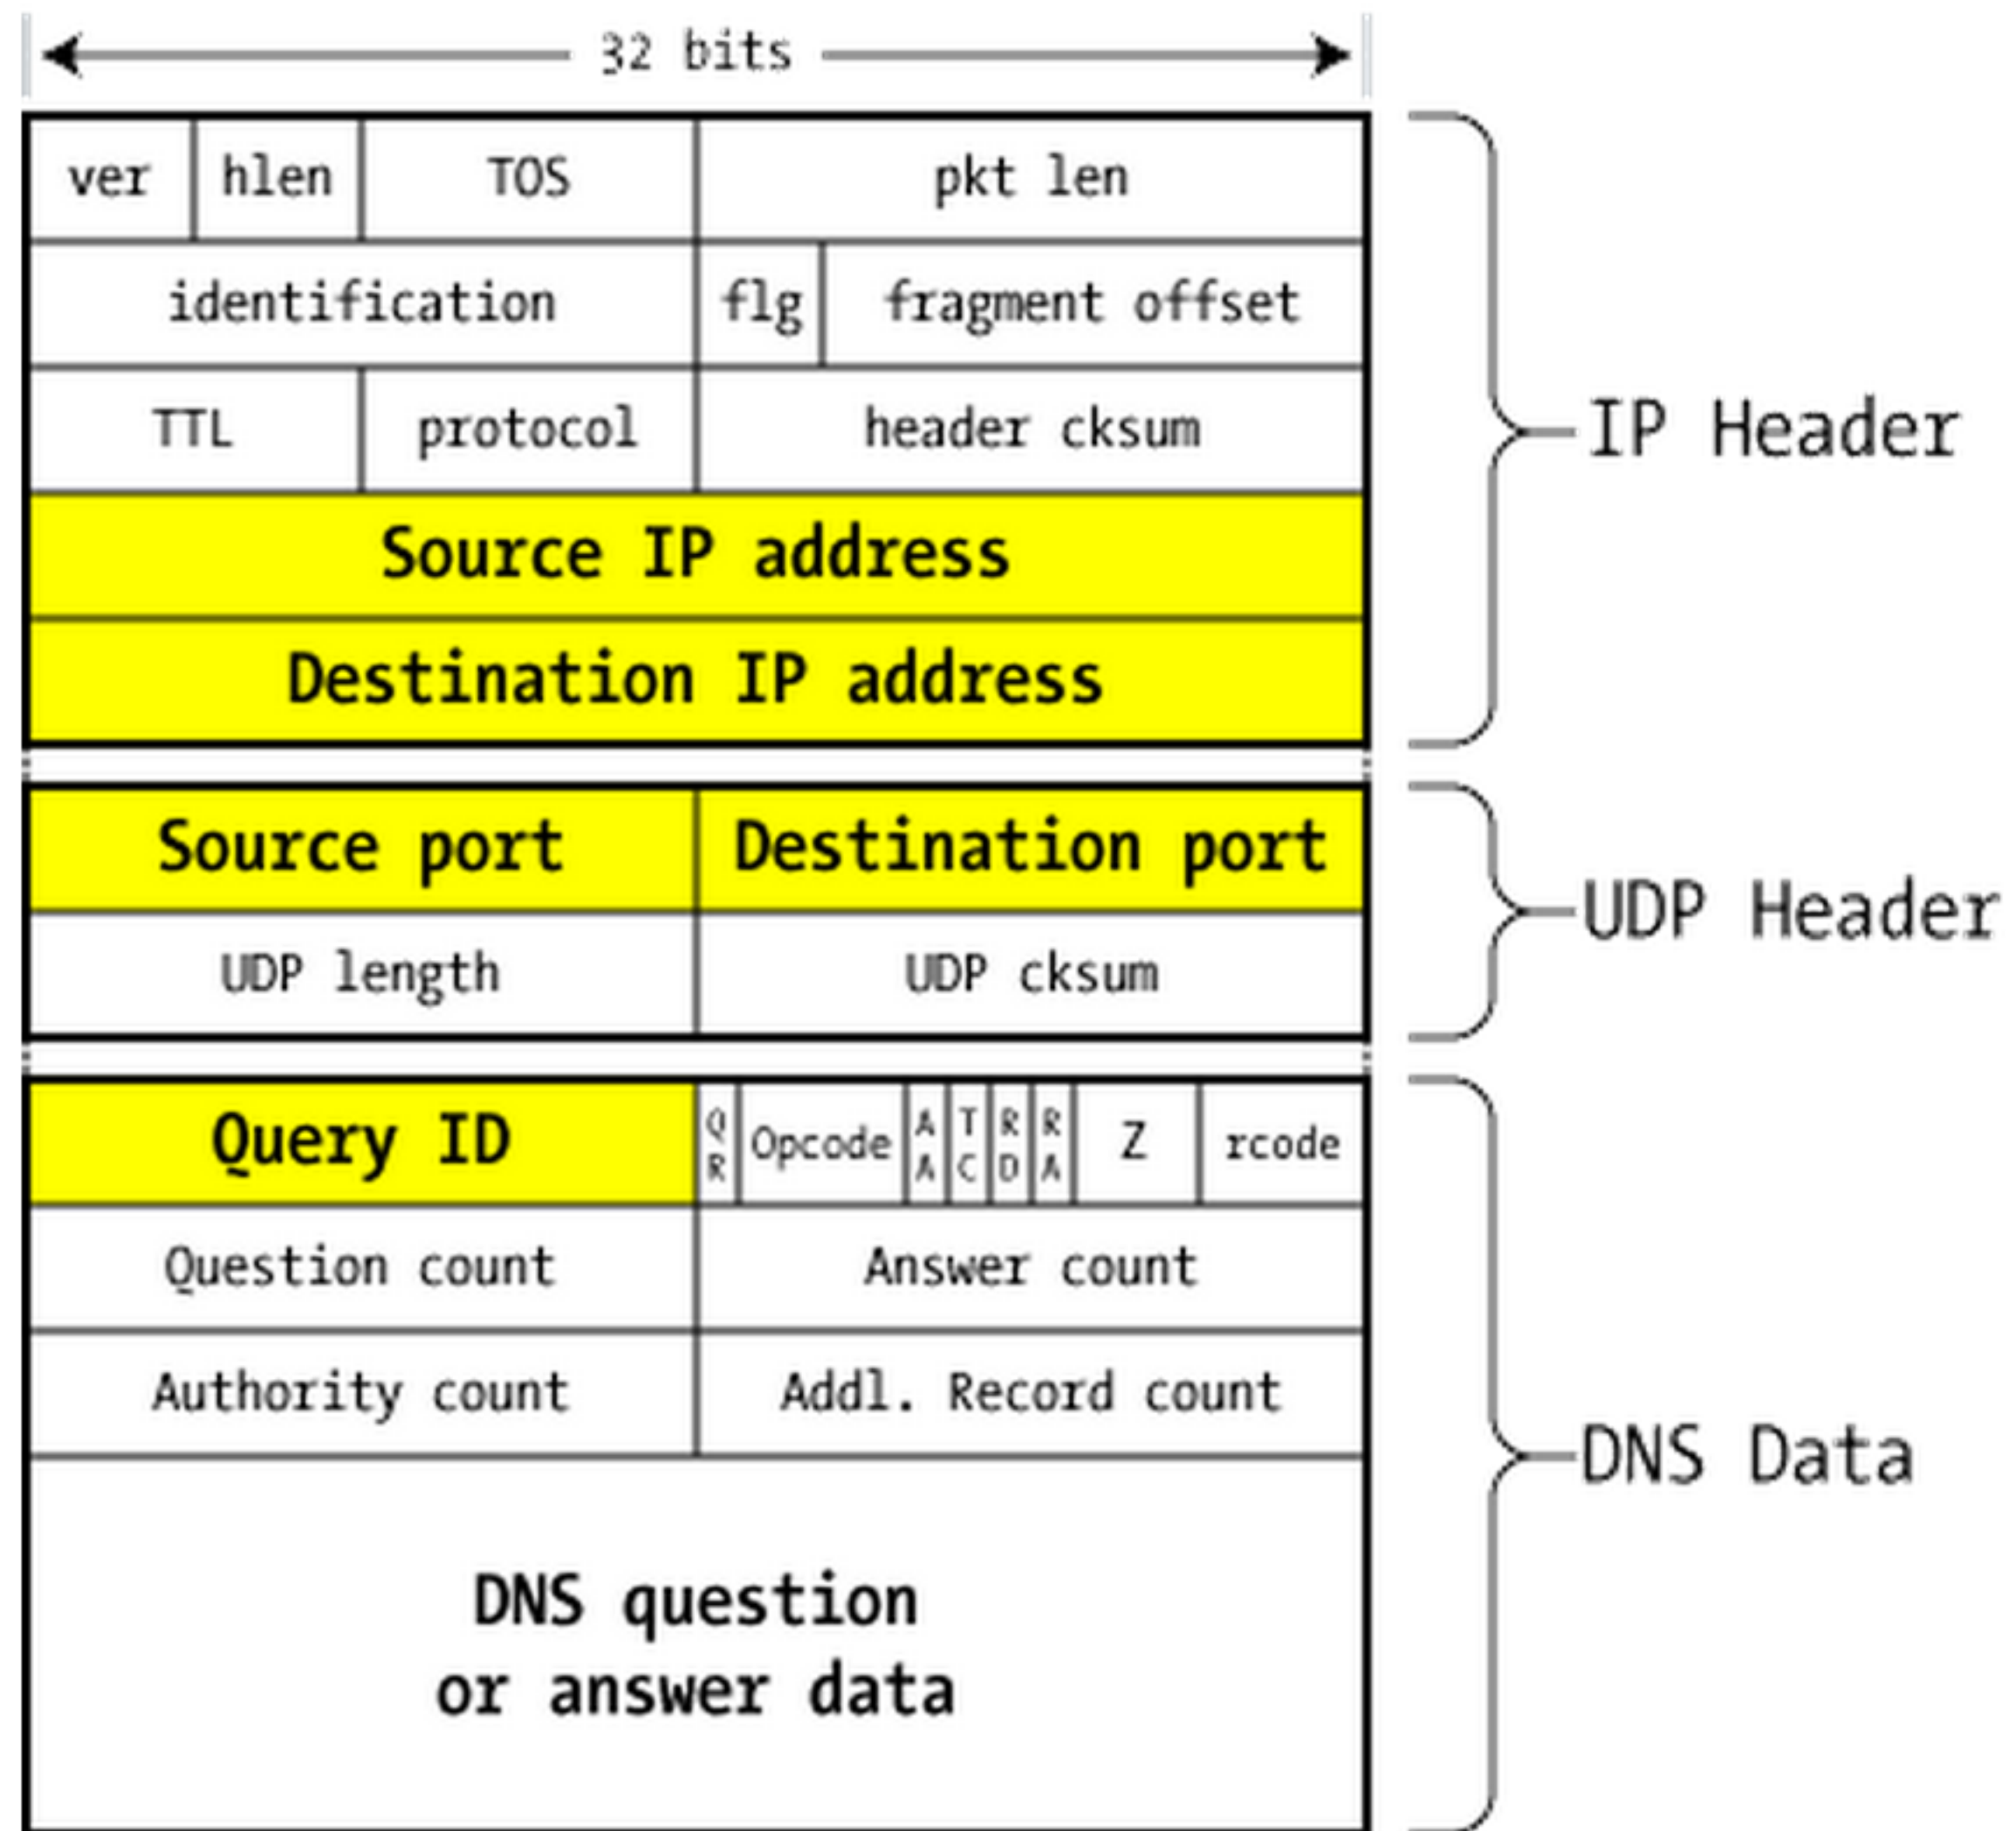 32 bits
ver hlen TOS pkt len
identification flg fragment offset
TTL protocol header cksum
IP Header
Source IP address
Destination IP address
Source port Destination port
UDP Header
UDP length UDP cksum
Query ID QR Opcode AA TC RD RA Z rcode
Question count Answer count
Authority count Addl. Record count
DNS Data
DNS question
or answer data